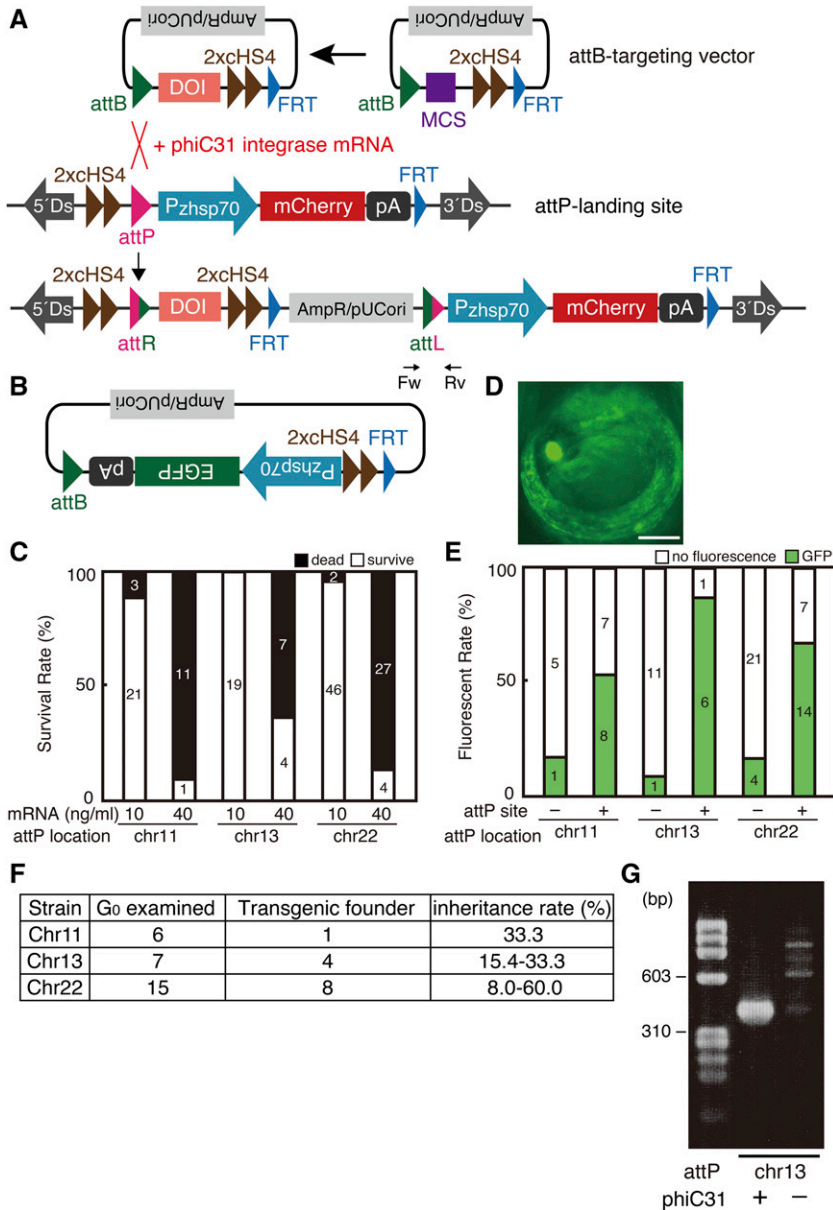 A
AmpR/pUCori
AmpR/pUCori
2xcHS4
2xcHS4
attB-targeting vector
DOI
attB
FRT
attB
MCS
FRT
+ phiC31 integrase mRNA
2xcHS4
FRT
5´Ds
Pzhsp70
mCherry
pA
3´Ds
attP-landing site
attP
2xcHS4
2xcHS4
FRT
5´Ds
DOI
AmpR/pUCori
Pzhsp70
mCherry
pA
3´Ds
attR
FRT
attL
Fw
Rv
B
AmpR/pUCori
2xcHS4
FRT
pA
EGFP
Pzhsp70
attB
D
C
dead
survive
100
50
0
Survival Rate (%)
3
2
11
7
27
21
19
46
1
4
4
mRNA (ng/ml)
10
40
10
40
10
40
attP location
chr11
chr13
chr22
E
no fluorescence
GFP
100
50
0
Fluorescent Rate (%)
1
7
7
5
11
21
8
6
14
1
1
4
attP site
−
+
−
+
−
+
attP location
chr11
chr13
chr22
F
Strain G0 examined Transgenic founder inheritance rate (%)
Chr11 6 1 33.3
Chr13 7 4 15.4-33.3
Chr22 15 8 8.0-60.0
G
(bp)
603
310
attP
chr13
phiC31
+
−